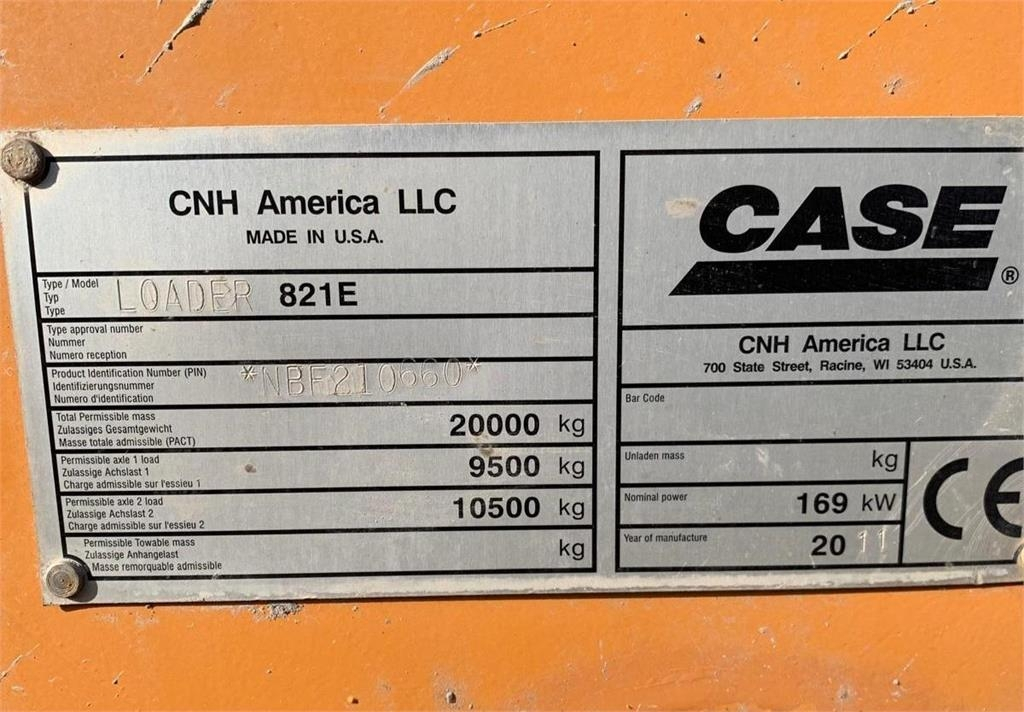 CNH America LLC
MADE IN U.S.A.
Type / Model
Typ
Type
LOADER 821E
Type approval number
Nummer
Numero reception
Product Identification Number (PIN)
Identifizierungsnummer
Numero d'identification
*NBF210660*
Total Permissible mass
Zulassiges Gesamtgewicht
Masse totale admissible (PACT)
20000 kg
Permissible axle 1 load
Zulassige Achslast 1
Charge admissible sur l'essieu 1
9500 kg
Permissible axle 2 load
Zulassige Achslast 2
Charge admissible sur l'essieu 2
10500 kg
Permissible Towable mass
Zulassige Anhangelast
Masse remorquable admissible
kg
CASE
®
CNH America LLC
700 State Street, Racine, WI 53404 U.S.A.
Bar Code
Unladen mass
kg
Nominal power
169 kW
Year of manufacture
2011
CE